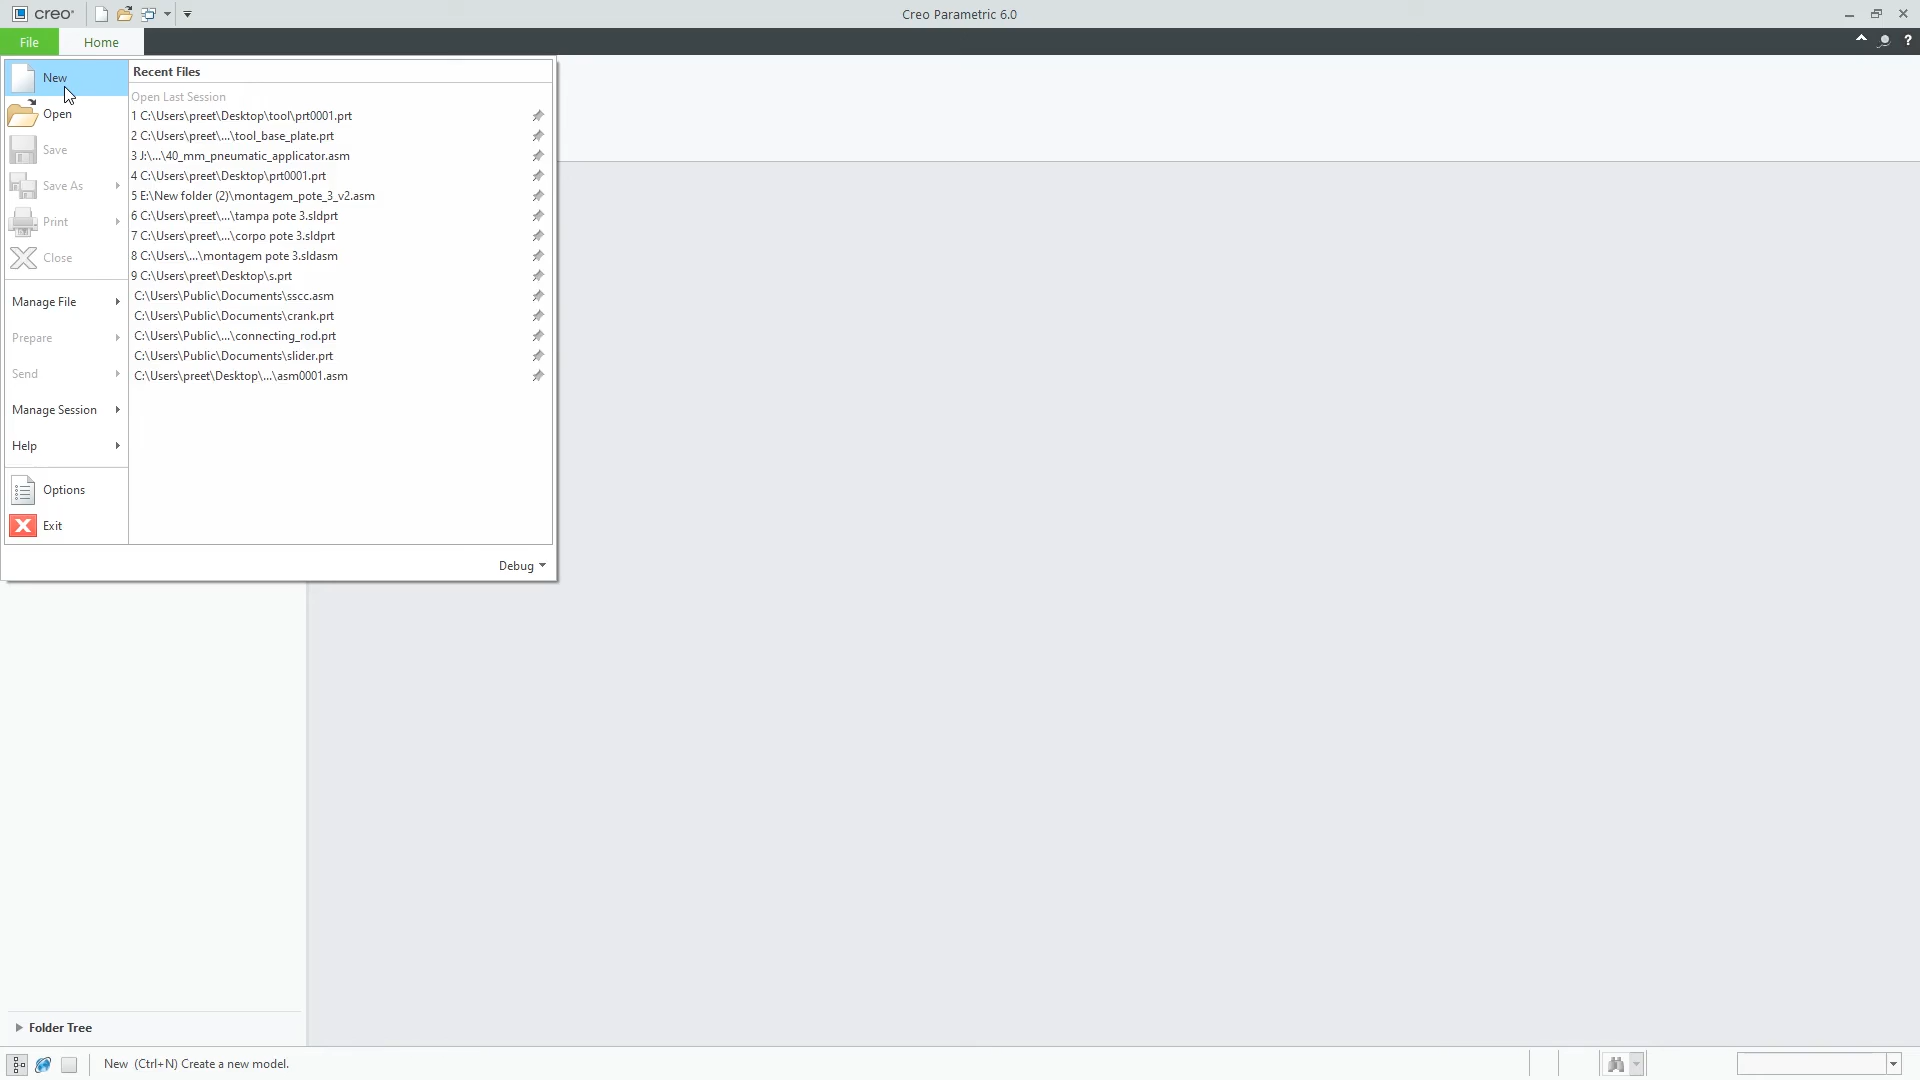 creo
Creo Parametric 6.0
File
Home
New
Open
Save
Save As
Print
Close
Manage File
Prepare
Send
Manage Session
Help
Options
Exit
Recent Files
Open Last Session
1 C:\Users\preet\Desktop\tool\prt0001.prt
2 C:\Users\preet\...\tool_base_plate.prt
3 J:\...\40_mm_pneumatic_applicator.asm
4 C:\Users\preet\Desktop\prt0001.prt
5 E:\New folder (2)\montagem_pote_3_v2.asm
6 C:\Users\preet\...\tampa pote 3.sldprt
7 C:\Users\preet\...\corpo pote 3.sldprt
8 C:\Users\...\montagem pote 3.sldasm
9 C:\Users\preet\Desktop\s.prt
C:\Users\Public\Documents\sscc.asm
C:\Users\Public\Documents\crank.prt
C:\Users\Public\...\connecting_rod.prt
C:\Users\Public\Documents\slider.prt
C:\Users\preet\Desktop\...\asm0001.asm
Debug
Folder Tree
New (Ctrl+N) Create a new model.